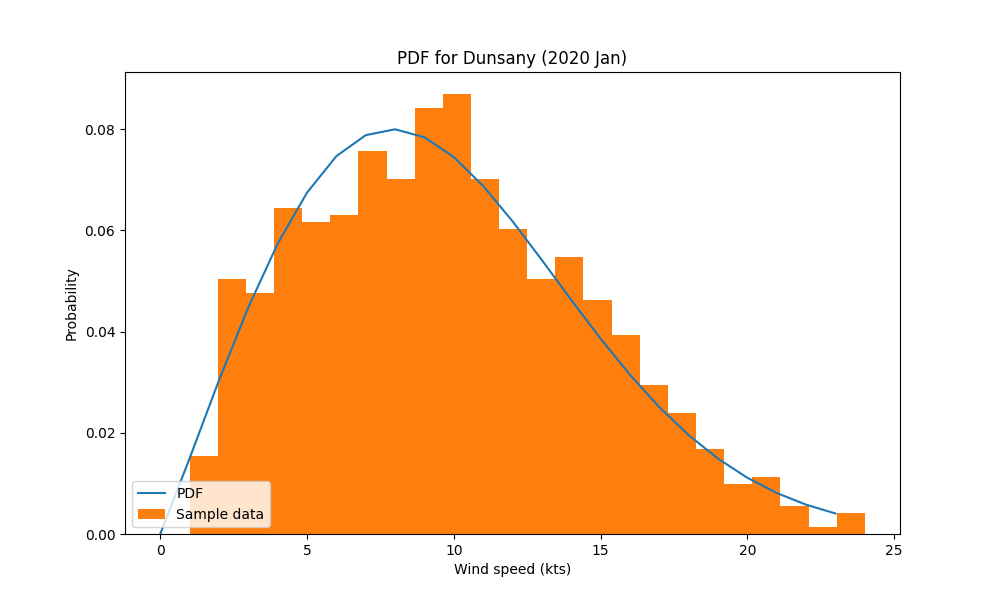 PDF for Dunsany (2020 Jan)
Probability
0.08
0.06
0.04
0.02
0.00
PDF
Sample data
0 5 10 15 20 25
Wind speed (kts)